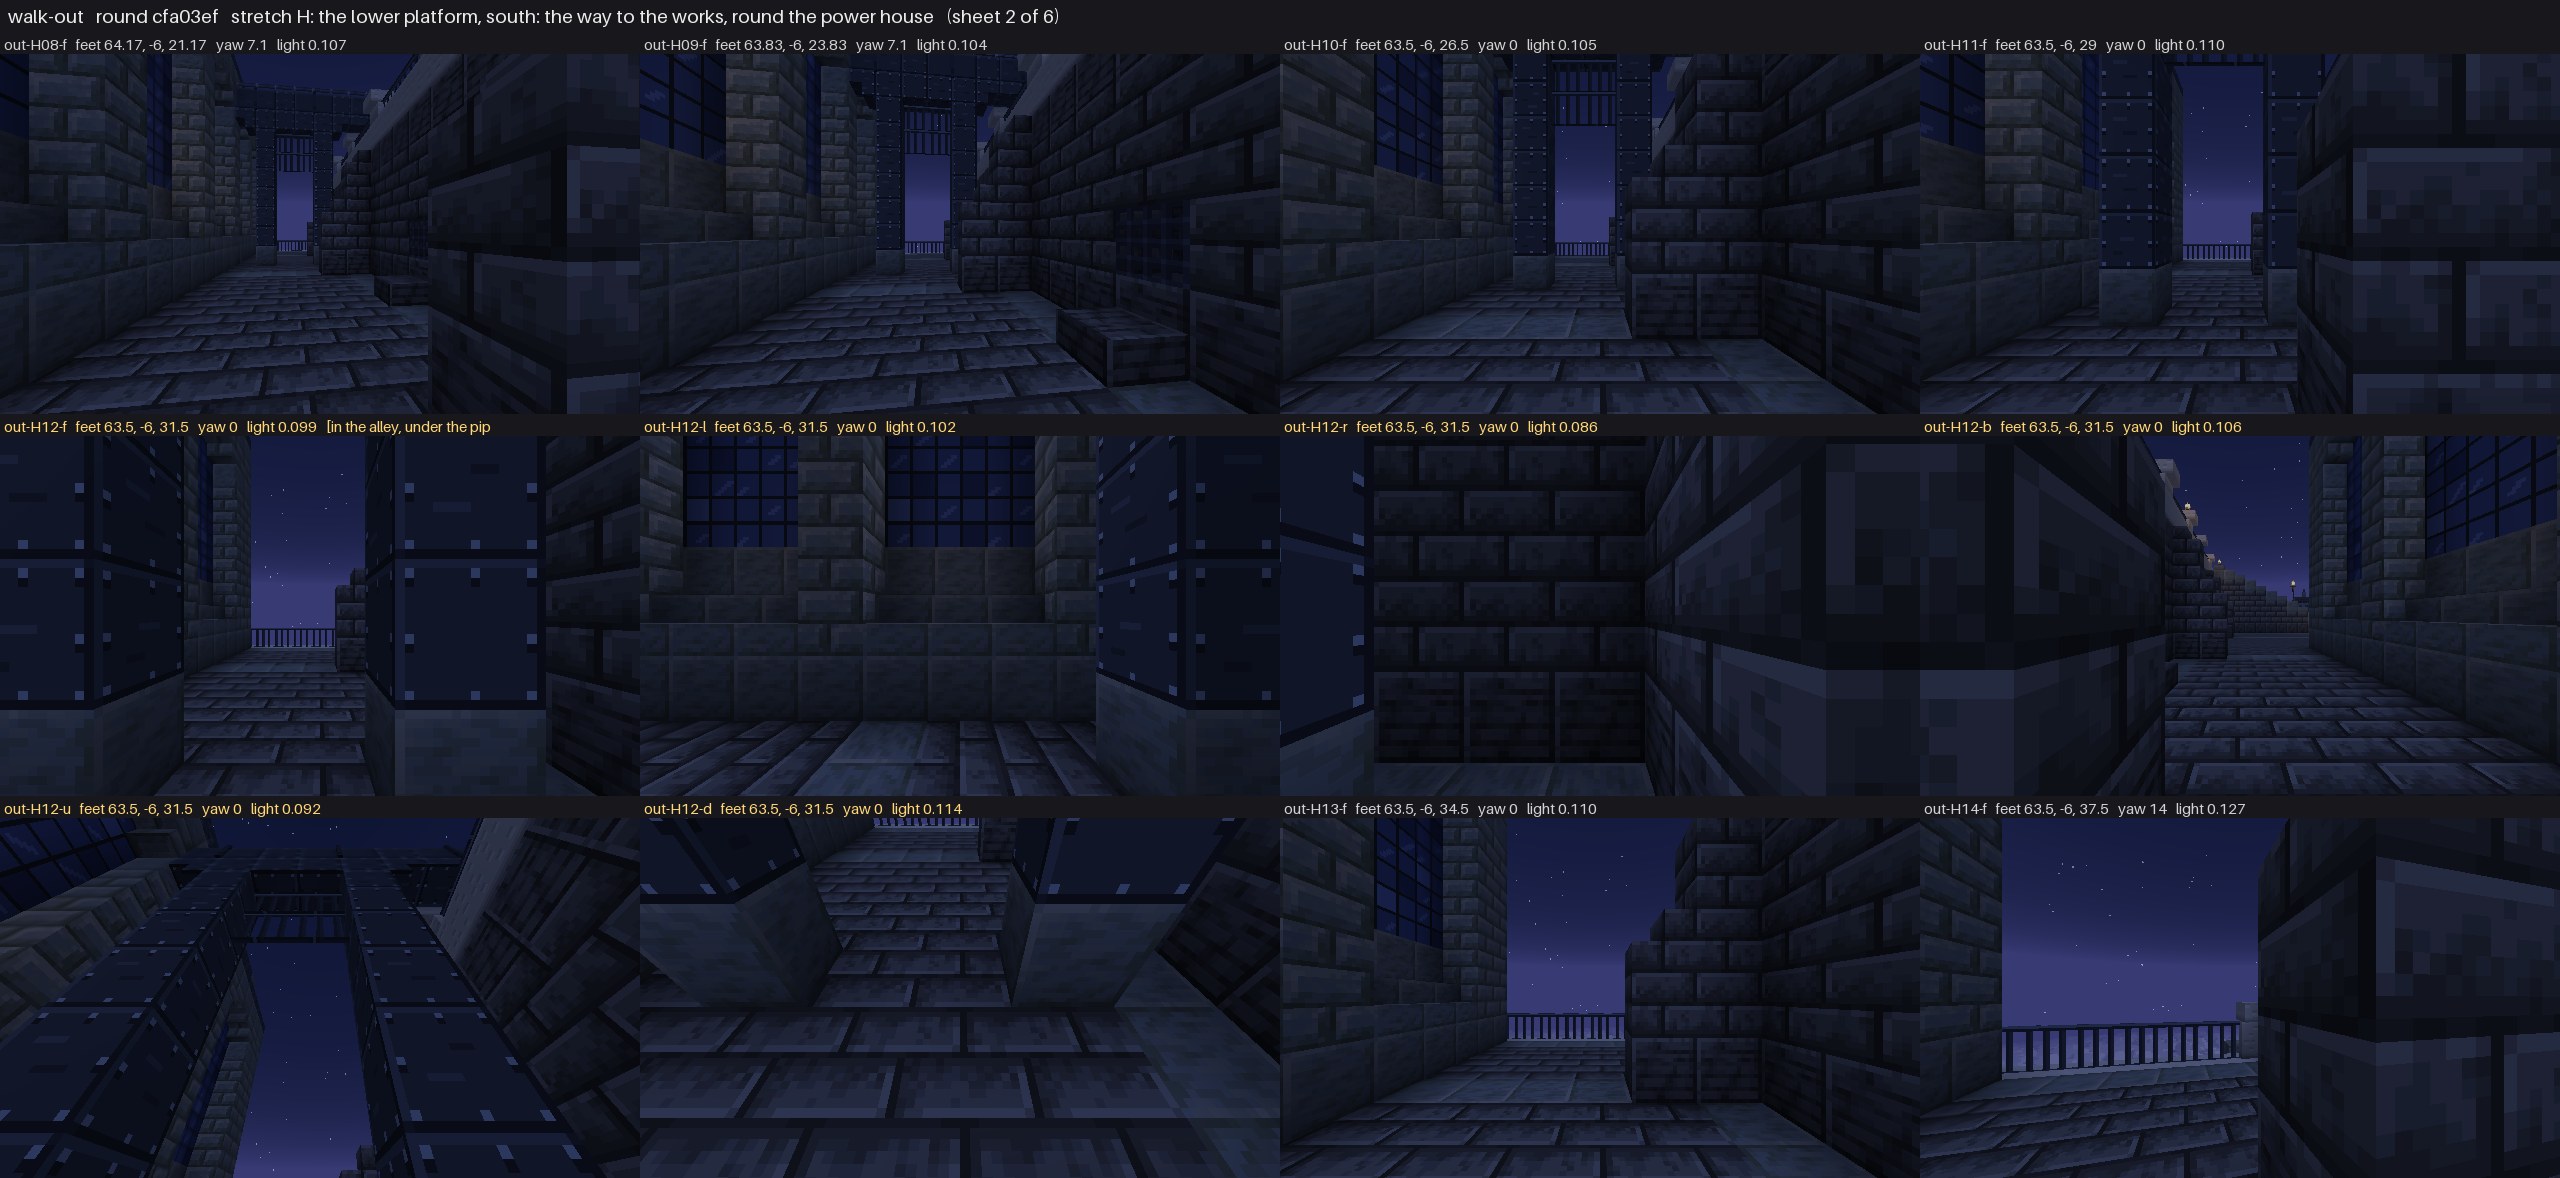 walk-out   round cfa03ef   stretch H: the lower platform, south: the way to the works, round the power house   (sheet 2 of 6)
out-H08-f  feet 64.17, -6, 21.17  yaw 7.1  light 0.107
out-H09-f  feet 63.83, -6, 23.83  yaw 7.1  light 0.104
out-H10-f  feet 63.5, -6, 26.5  yaw 0  light 0.105
out-H11-f  feet 63.5, -6, 29  yaw 0  light 0.110
out-H12-f  feet 63.5, -6, 31.5  yaw 0  light 0.099  [in the alley, under the pip
out-H12-l  feet 63.5, -6, 31.5  yaw 0  light 0.102
out-H12-r  feet 63.5, -6, 31.5  yaw 0  light 0.086
out-H12-b  feet 63.5, -6, 31.5  yaw 0  light 0.106
out-H12-u  feet 63.5, -6, 31.5  yaw 0  light 0.092
out-H12-d  feet 63.5, -6, 31.5  yaw 0  light 0.114
out-H13-f  feet 63.5, -6, 34.5  yaw 0  light 0.110
out-H14-f  feet 63.5, -6, 37.5  yaw 14  light 0.127